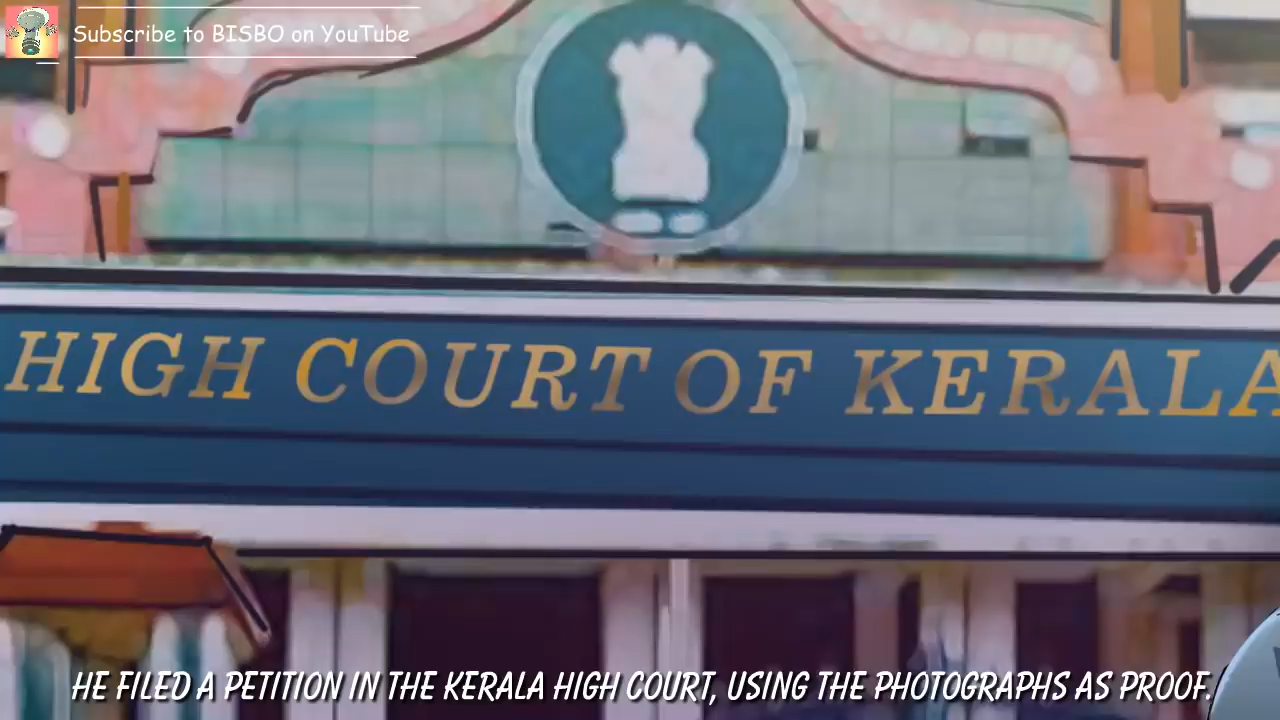 Subscribe to BISBO on YouTube
HIGH COURT OF KERALA
HE FILED A PETITION IN THE KERALA HIGH COURT, USING THE PHOTOGRAPHS AS PROOF.